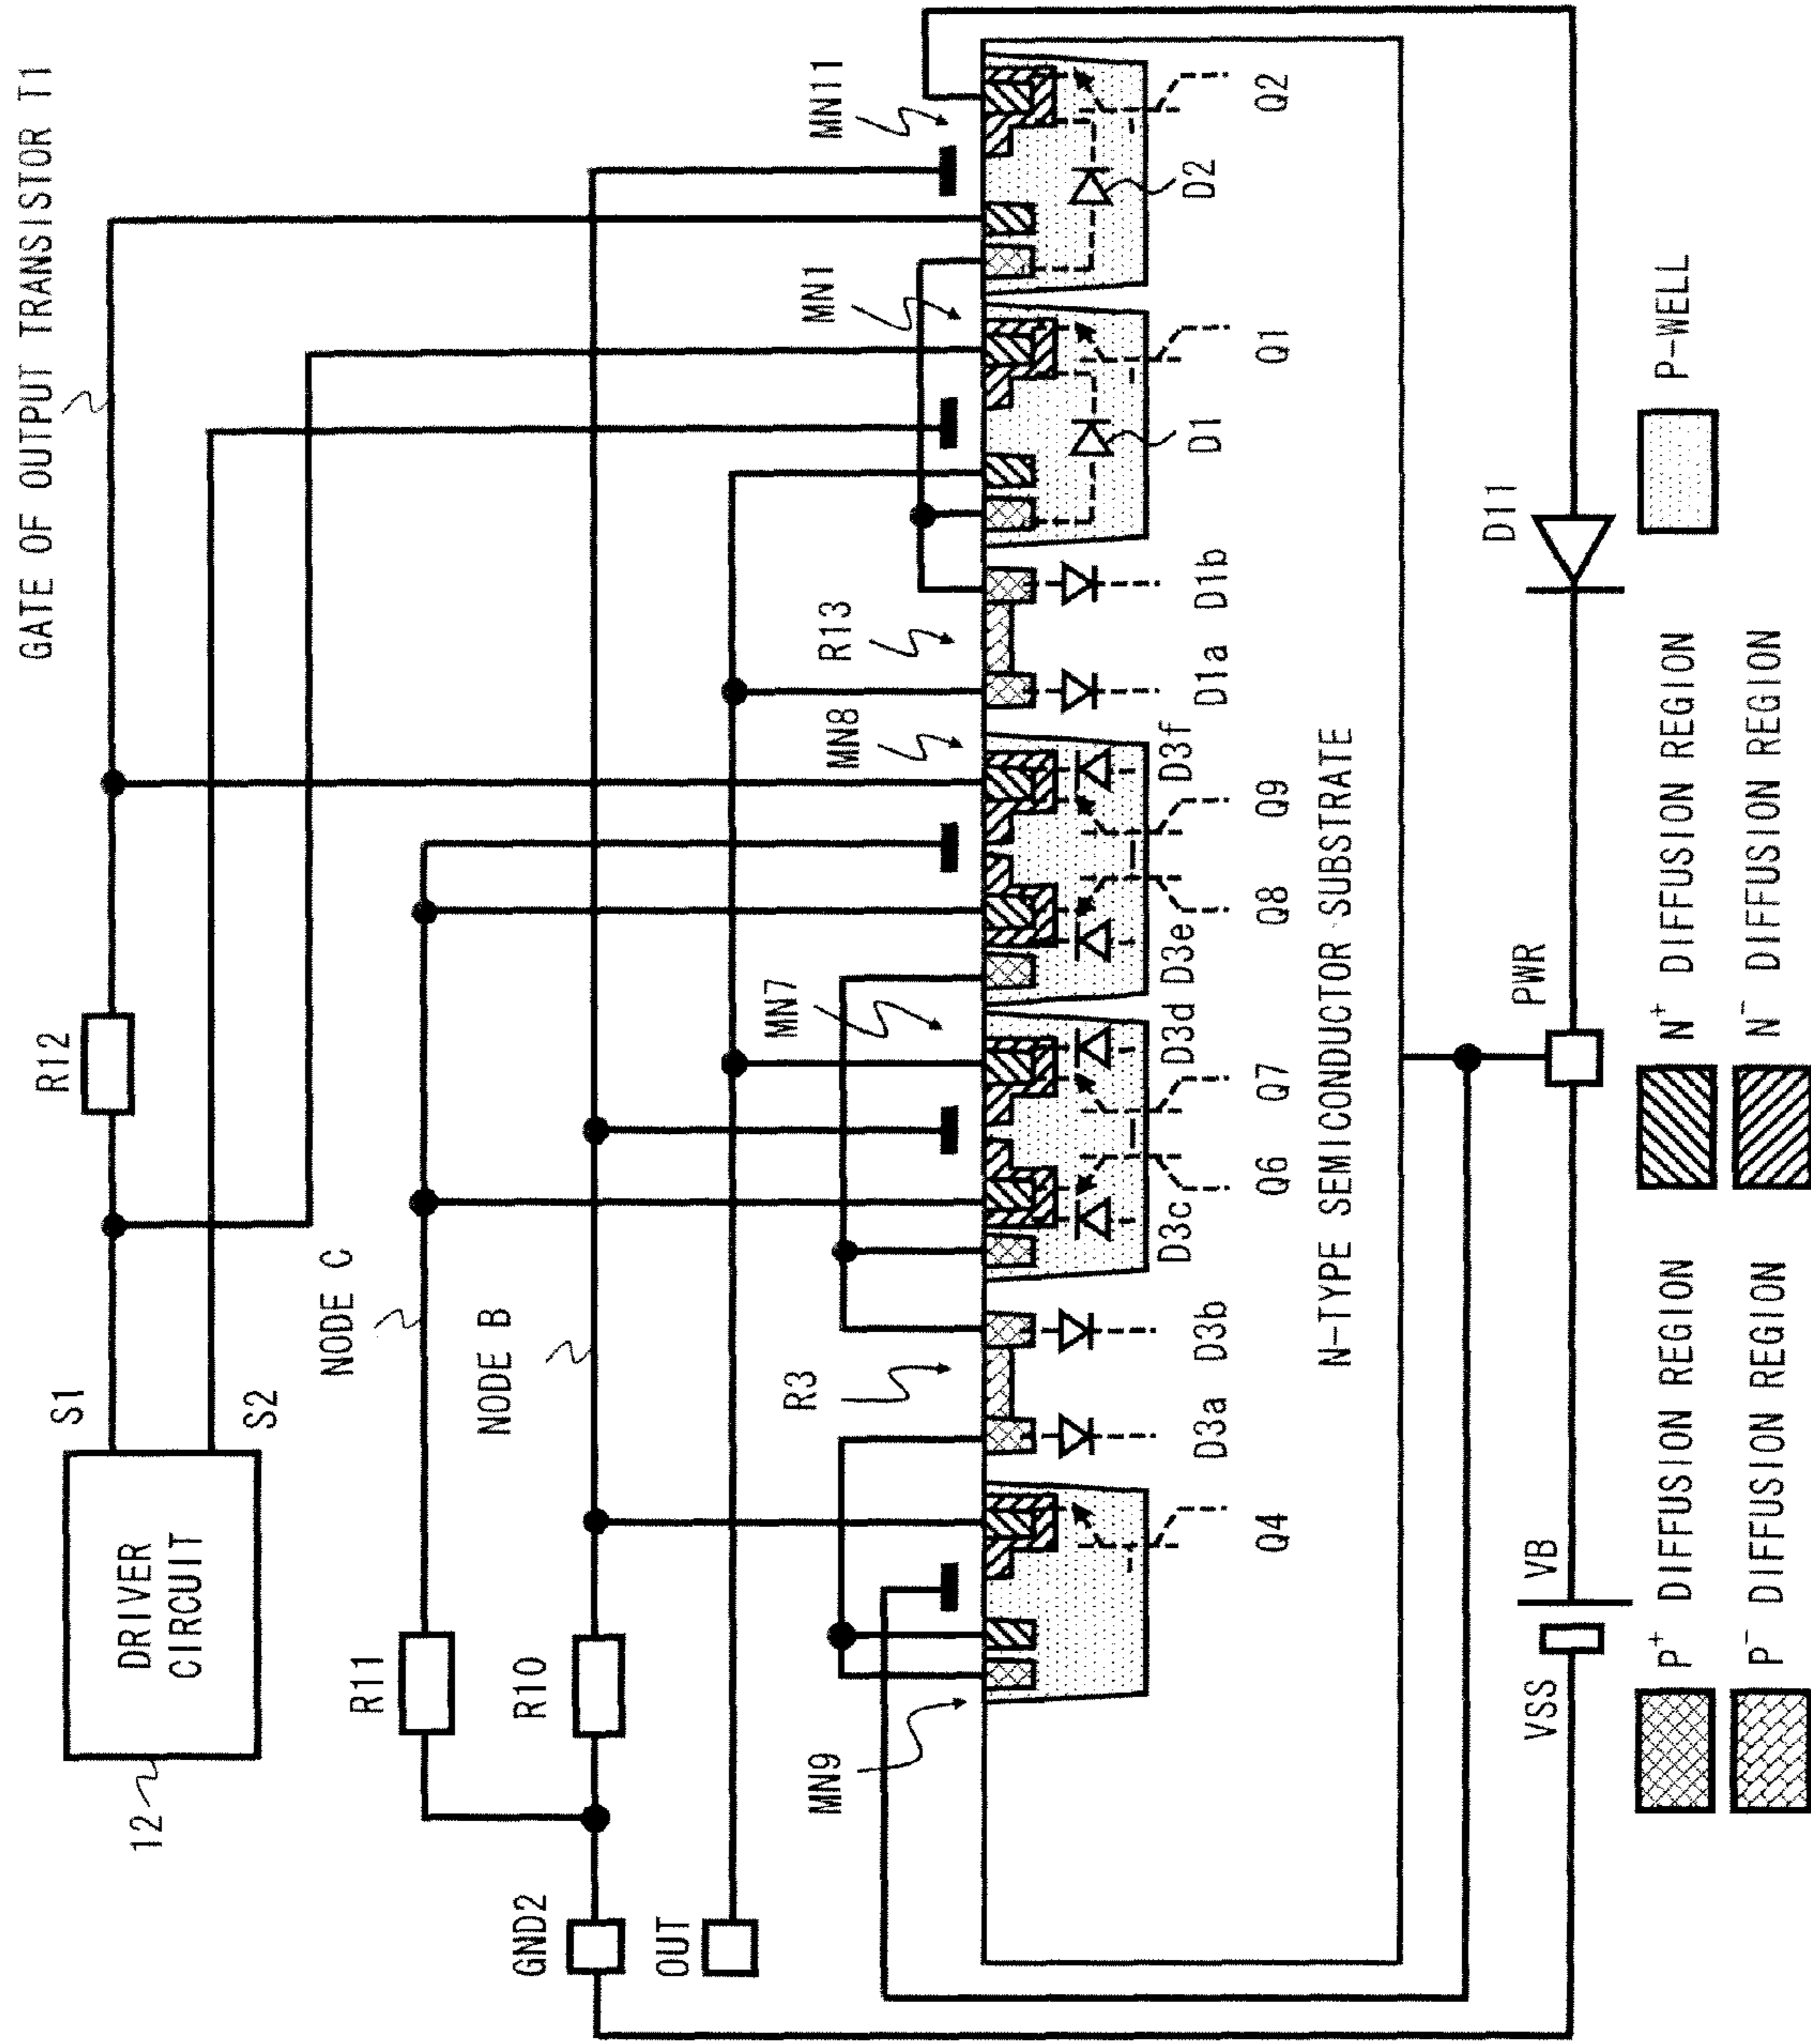 GATE OF OUTPUT TRANSISTOR T1
R12
S1
S2
DRIVER
CIRCUIT
12
NODE C
NODE B
R11
R10
GND2
OUT
MN9
R3
MN7
MN8
R13
MN1
MN11
Q4
D3a
D3b
D3c
Q6
Q7
D3d
D3e
Q8
Q9
D3f
D1a
D1b
D1
Q1
D2
Q2
N-TYPE SEMICONDUCTOR SUBSTRATE
VSS
VB
PWR
D11
P+ DIFFUSION REGION
N+ DIFFUSION REGION
P-WELL
P− DIFFUSION REGION
N− DIFFUSION REGION